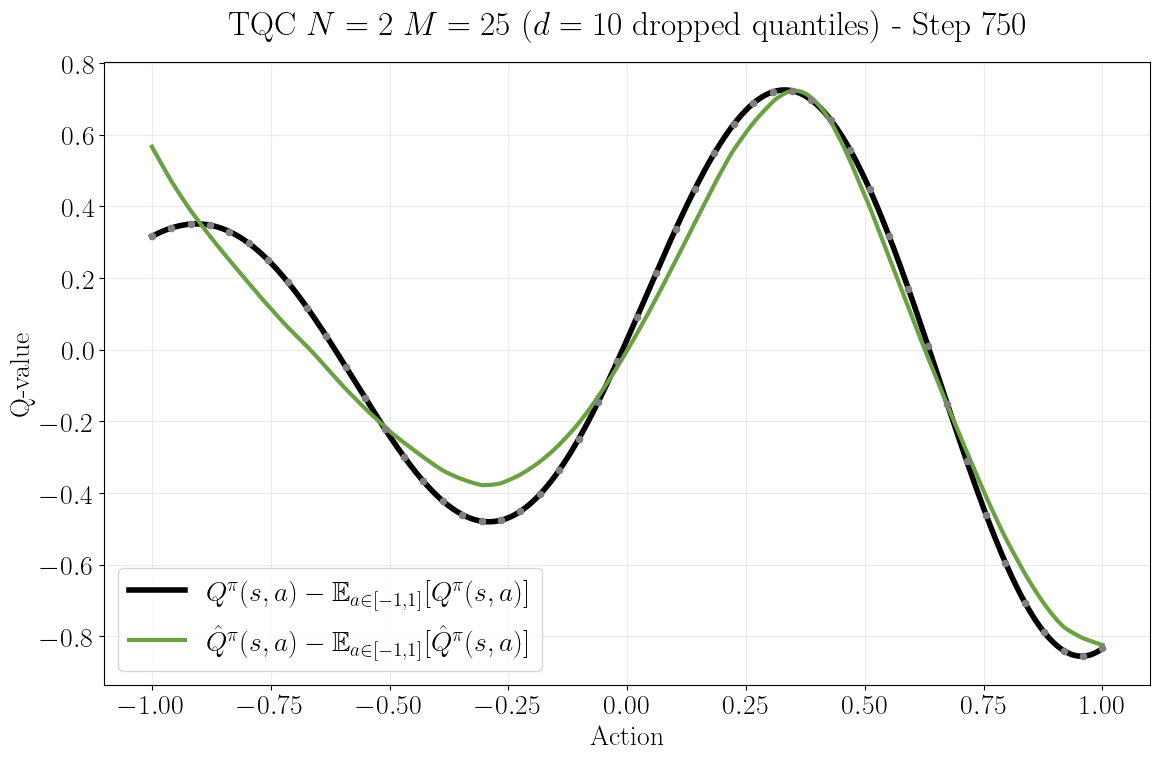 TQC N = 2 M = 25 (d = 10 dropped quantiles) - Step 750
0.8
0.6
0.4
0.2
0.0
−0.2
−0.4
−0.6
−0.8
Q-value
Q^π(s, a) − 𝔼_{a∈[−1,1]}[Q^π(s, a)]
Q̂^π(s, a) − 𝔼_{a∈[−1,1]}[Q̂^π(s, a)]
−1.00 −0.75 −0.50 −0.25 0.00 0.25 0.50 0.75 1.00
Action